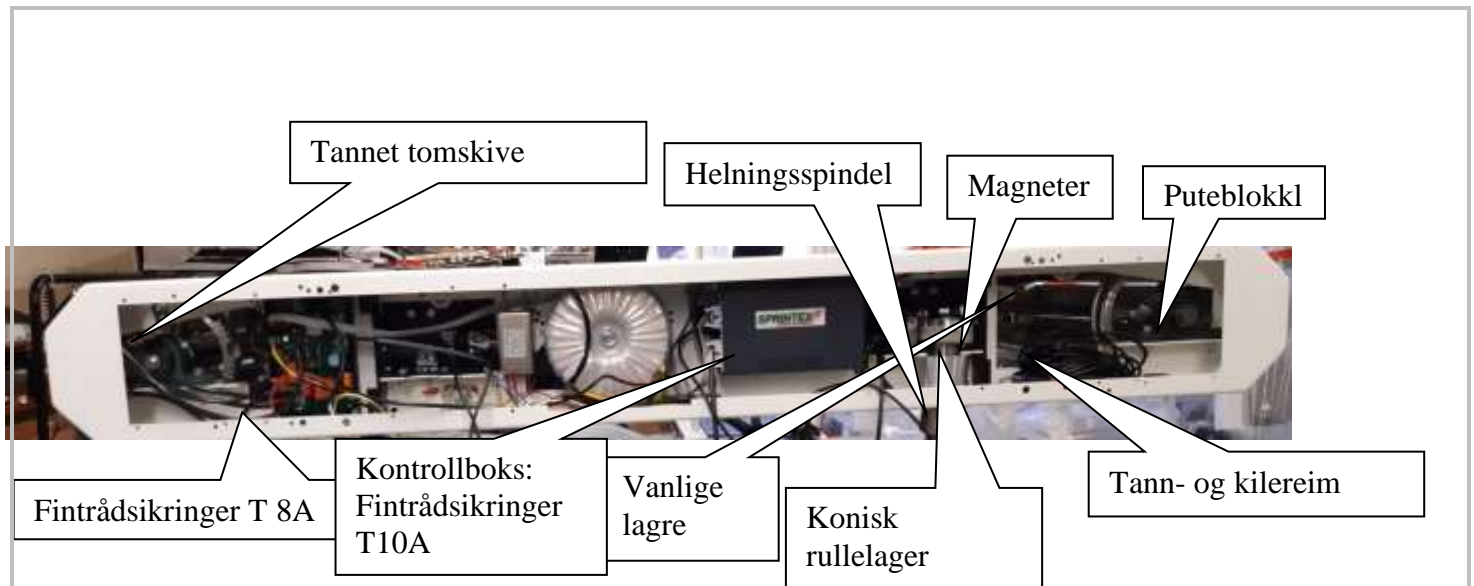 Tannet tomskive
Helningsspindel
Magneter
Puteblokkl
SPRINTEX
Fintrådsikringer T 8A
Kontrollboks:
Fintrådsikringer
T10A
Vanlige
lagre
Konisk
rullelager
Tann- og kilereim